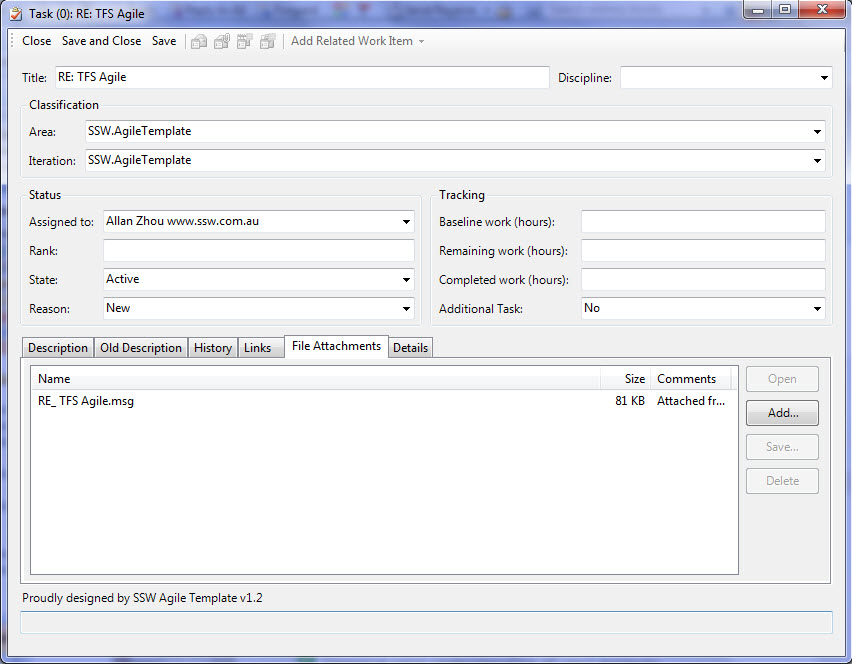 Task (0): RE: TFS Agile
Close Save and Close Save Add Related Work Item
Title: RE: TFS Agile Discipline:
Classification
Area: SSW.AgileTemplate
Iteration: SSW.AgileTemplate
Status Tracking
Assigned to: Allan Zhou www.ssw.com.au Baseline work (hours):
Rank: Remaining work (hours):
State: Active Completed work (hours):
Reason: New Additional Task: No
Description Old Description History Links File Attachments Details
Name Size Comments Open
RE_ TFS Agile.msg 81 KB Attached fr...
Add...
Save...
Delete
Proudly designed by SSW Agile Template v1.2